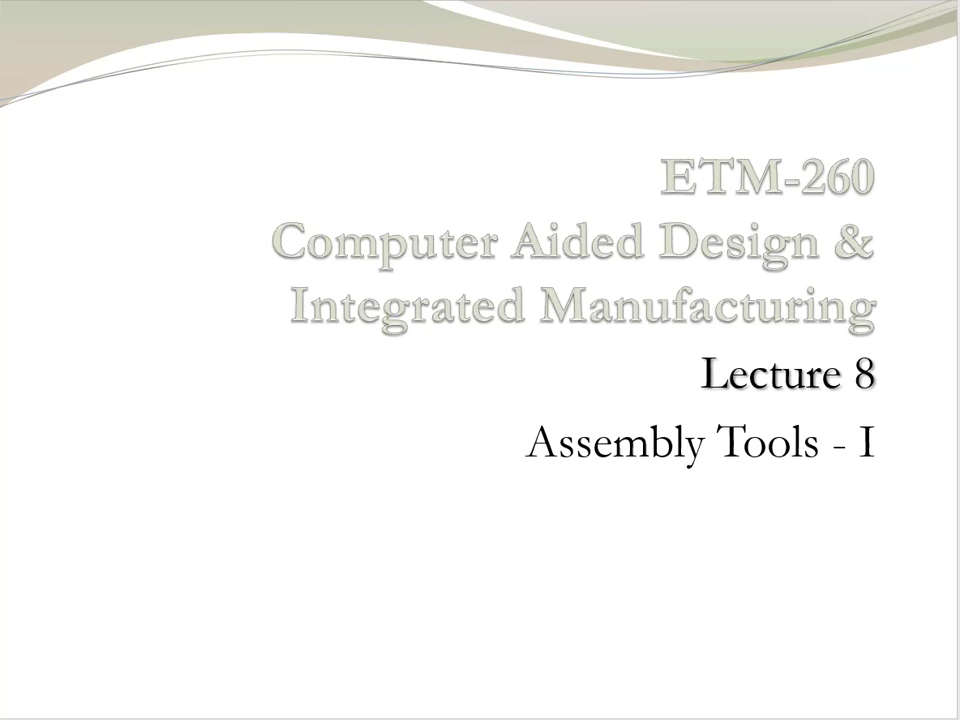 ETM-260
Computer Aided Design &
Integrated Manufacturing
Lecture 8
Assembly Tools - I